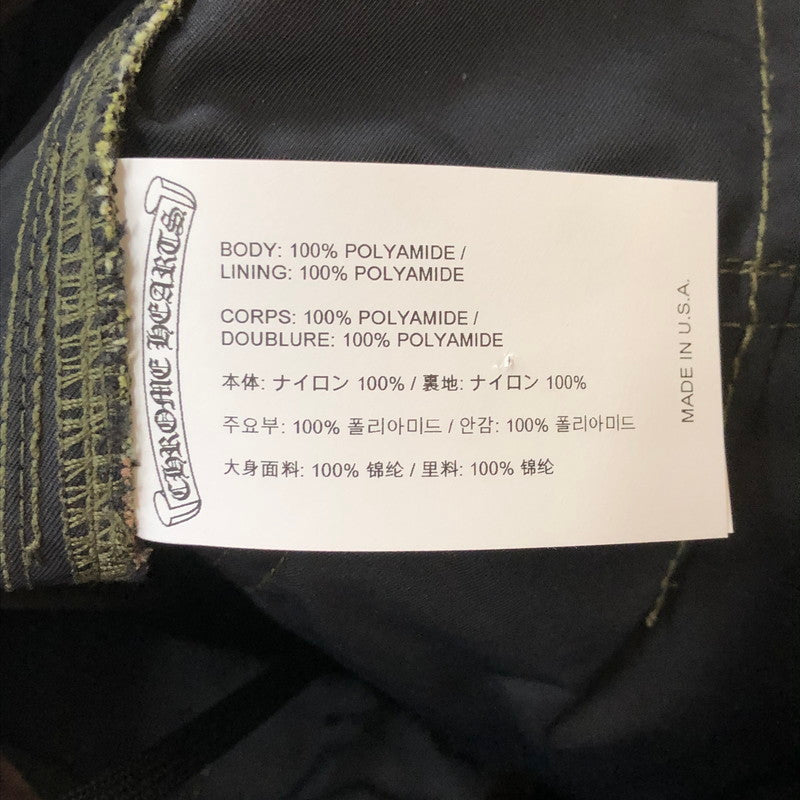 CHROME HEARTS
BODY: 100% POLYAMIDE /
LINING: 100% POLYAMIDE
CORPS: 100% POLYAMIDE /
DOUBLURE: 100% POLYAMIDE
本体: ナイロン 100% / 裏地: ナイロン 100%
주요부: 100% 폴리아미드 / 안감: 100% 폴리아미드
大身面料: 100% 锦纶 / 里料: 100% 锦纶
MADE IN U.S.A.